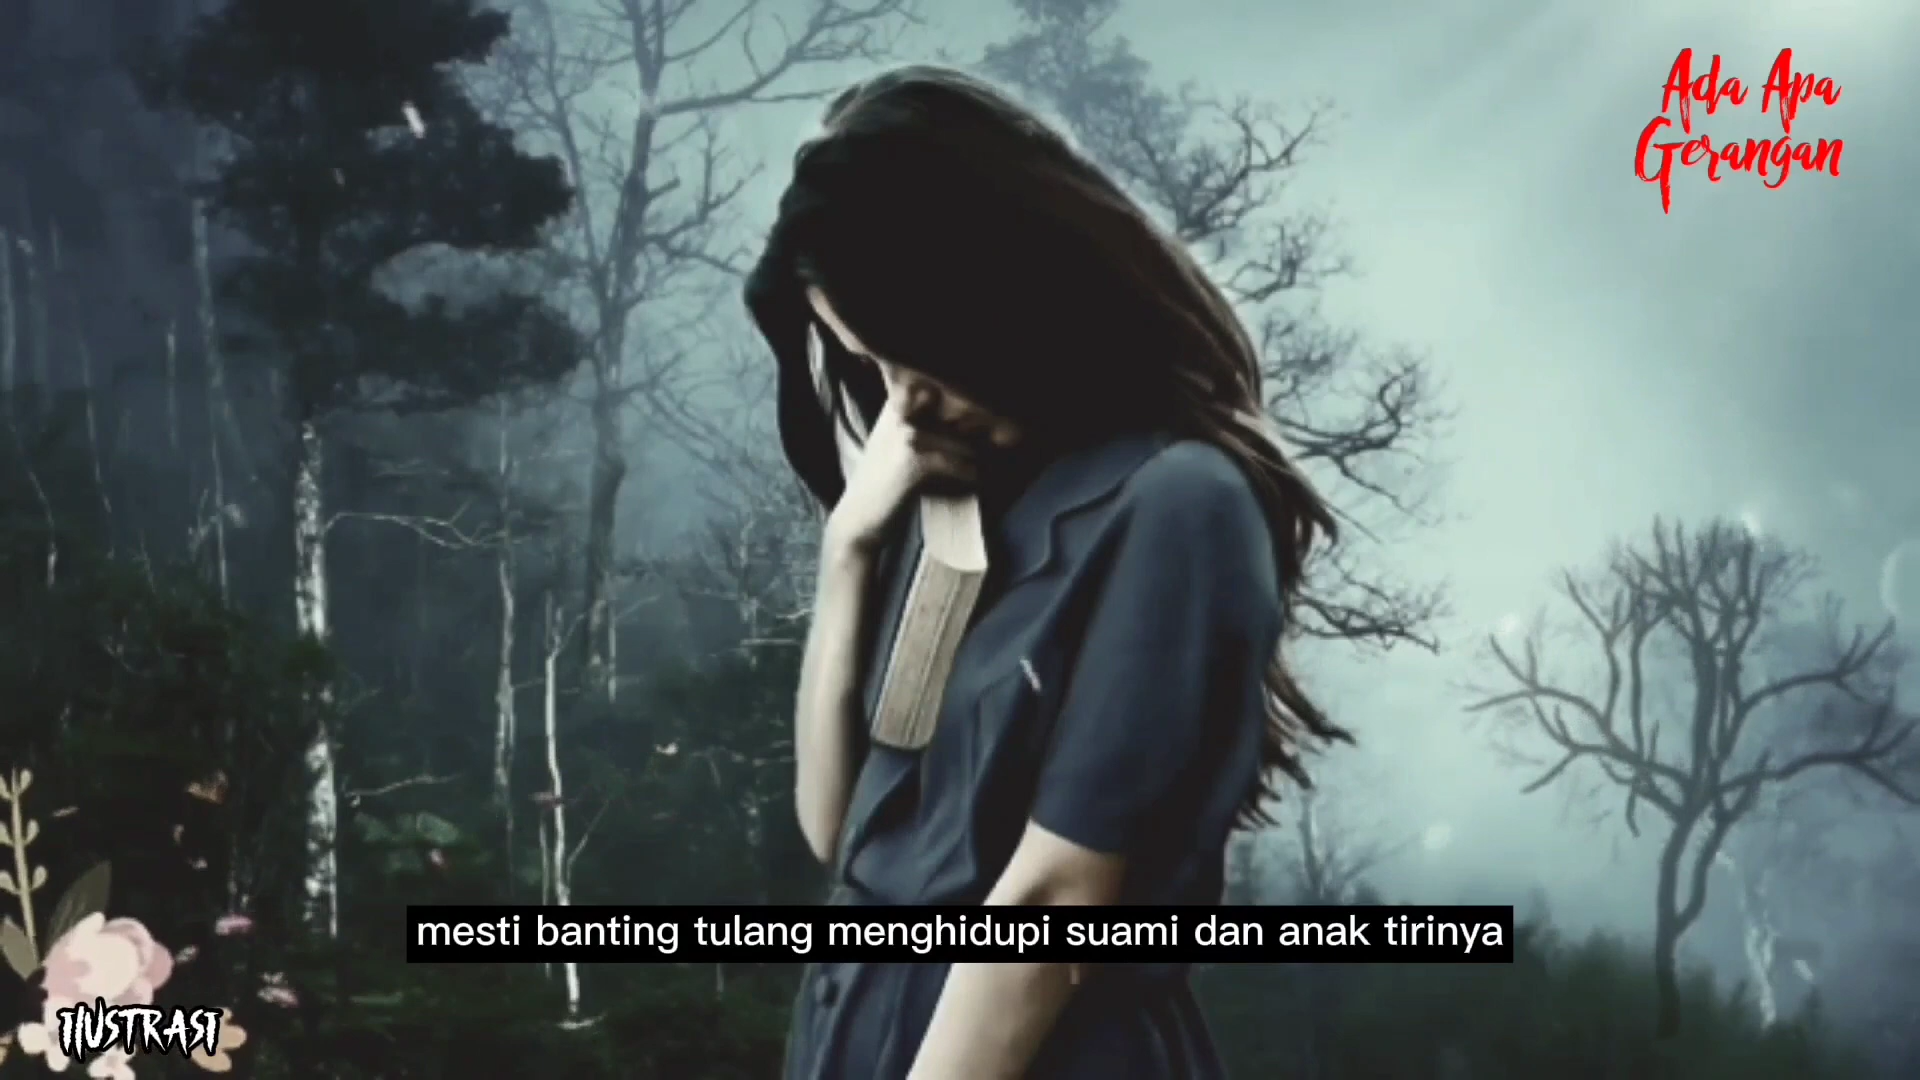 Ada Apa
Gerangan
mesti banting tulang menghidupi suami dan anak tirinya
ILUSTRASI